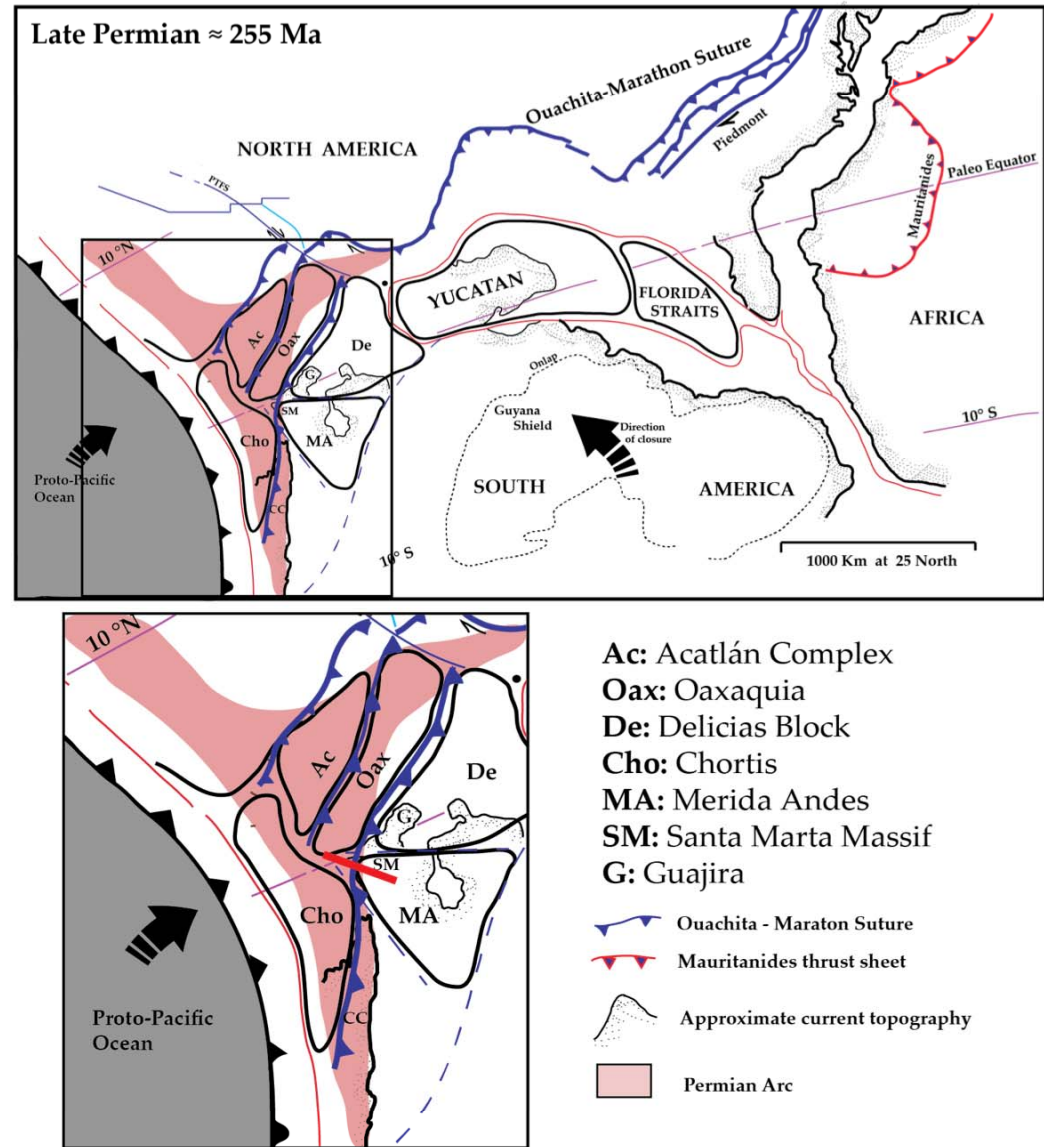 Late Permian ≈ 255 Ma
Ouachita-Marathon Suture
Piedmont
NORTH AMERICA
PTFS
Paleo Equator
Mauritanides
10 °N
YUCATAN
FLORIDA
STRAITS
AFRICA
Ac
Oax
De
G
Onlap
SM
Guyana
Shield
Direction
of closure
10° S
Cho
MA
Proto-Pacific
Ocean
SOUTH
AMERICA
CC
10° S
1000 Km at 25 North
10 °N
Ac
Oax
De
G
SM
Cho
MA
Proto-Pacific
Ocean
CC
Ac: Acatlán Complex
Oax: Oaxaquia
De: Delicias Block
Cho: Chortis
MA: Merida Andes
SM: Santa Marta Massif
G: Guajira
Ouachita - Maraton Suture
Mauritanides thrust sheet
Approximate current topography
Permian Arc